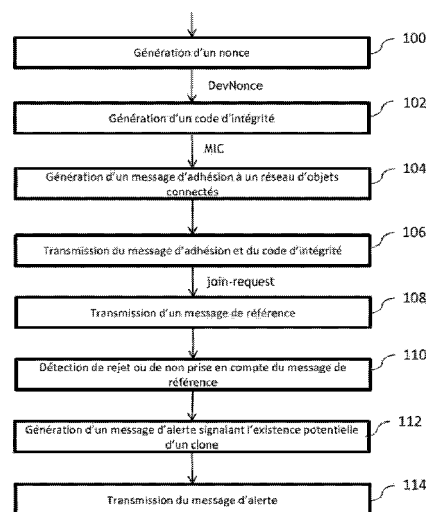 100
Génération d'un nonce
DevNonce
102
Génération d'un code d'intégrité
MIC
104
Génération d'un message d'adhésion à un réseau d'objets
connectés
106
Transmission du message d'adhésion et du code d'intégrité
join-request
108
Transmission d'un message de référence
110
Détection de rejet ou de non prise en compte du message de
référence
112
Génération d'un message d'alerte signalant l'existence potentielle
d'un clone
114
Transmission du message d'alerte